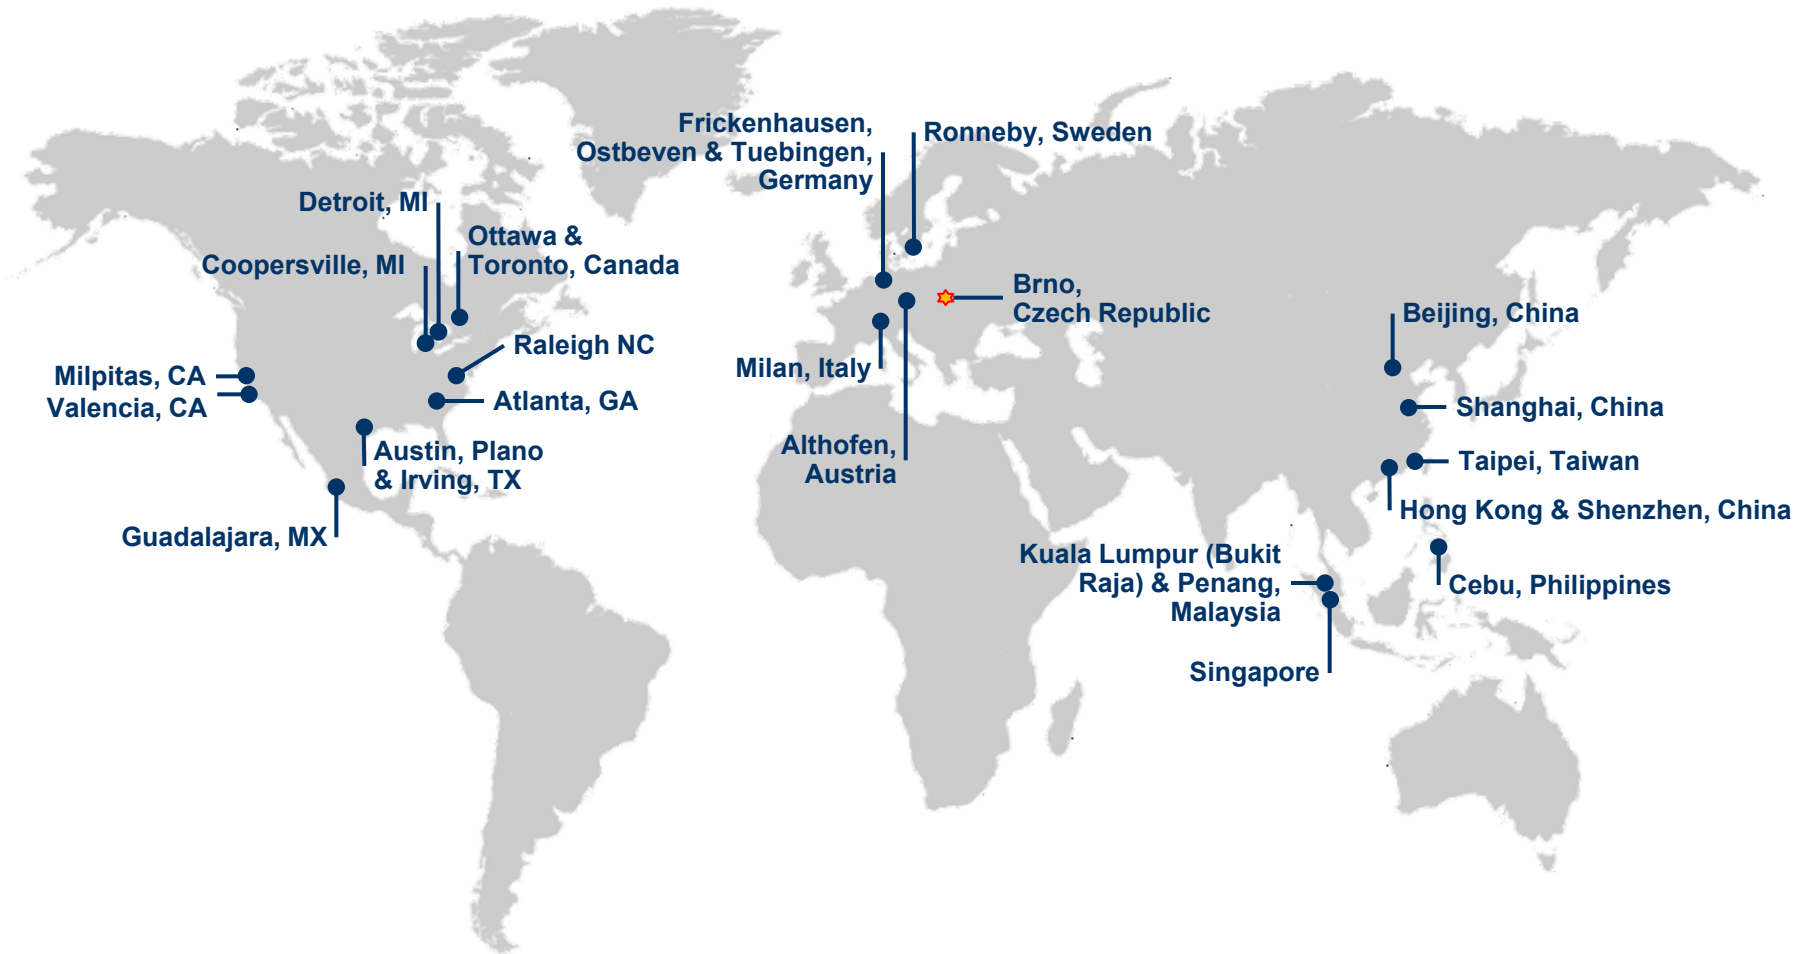 Frickenhausen,
Ostbeven & Tuebingen,
Germany
Ronneby, Sweden
Detroit, MI
Ottawa &
Toronto, Canada
Coopersville, MI
Brno,
Czech Republic
Beijing, China
Raleigh NC
Milan, Italy
Milpitas, CA
Valencia, CA
Atlanta, GA
Shanghai, China
Austin, Plano
& Irving, TX
Althofen,
Austria
Taipei, Taiwan
Hong Kong & Shenzhen, China
Guadalajara, MX
Kuala Lumpur (Bukit
Raja) & Penang,
Malaysia
Cebu, Philippines
Singapore